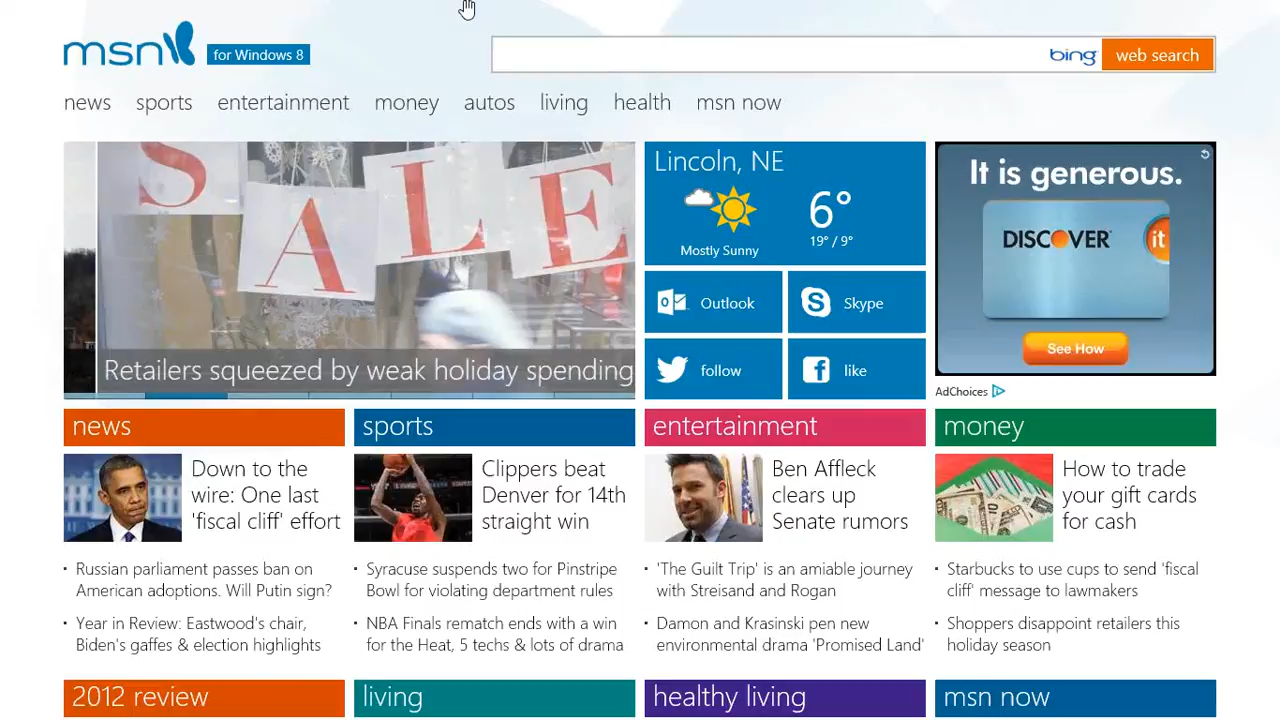 msn for Windows 8
bing web search
news sports entertainment money autos living health msn now
SALE
Retailers squeezed by weak holiday spending
Lincoln, NE
6°
Mostly Sunny
19° / 9°
Outlook
Skype
follow
like
It is generous.
DISCOVER it
See How
AdChoices
news
Down to the
wire: One last
'fiscal cliff' effort
Russian parliament passes ban on
American adoptions. Will Putin sign?
Year in Review: Eastwood's chair,
Biden's gaffes & election highlights
sports
Clippers beat
Denver for 14th
straight win
Syracuse suspends two for Pinstripe
Bowl for violating department rules
NBA Finals rematch ends with a win
for the Heat, 5 techs & lots of drama
entertainment
Ben Affleck
clears up
Senate rumors
'The Guilt Trip' is an amiable journey
with Streisand and Rogan
Damon and Krasinski pen new
environmental drama 'Promised Land'
money
How to trade
your gift cards
for cash
Starbucks to use cups to send 'fiscal
cliff' message to lawmakers
Shoppers disappoint retailers this
holiday season
2012 review
living
healthy living
msn now